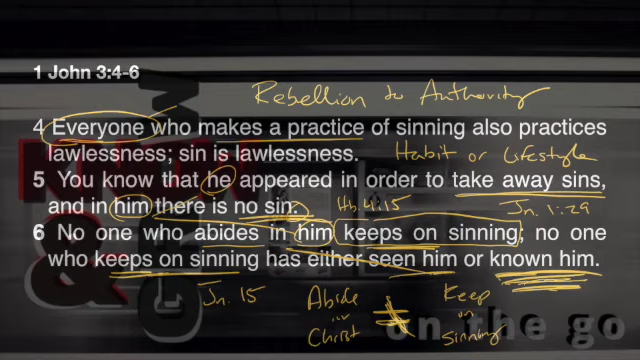 1 John 3:4-6
Rebellion to Authority
4 Everyone who makes a practice of sinning also practices
lawlessness; sin is lawlessness.
Habit or Lifestyle
5 You know that he appeared in order to take away sins,
and in him there is no sin.
Hb. 4:15
Jn. 1:29
6 No one who abides in him keeps on sinning; no one
who keeps on sinning has either seen him or known him.
Jn. 15
Abide
in
Christ
≠
Keep
on
Sinning
on the go